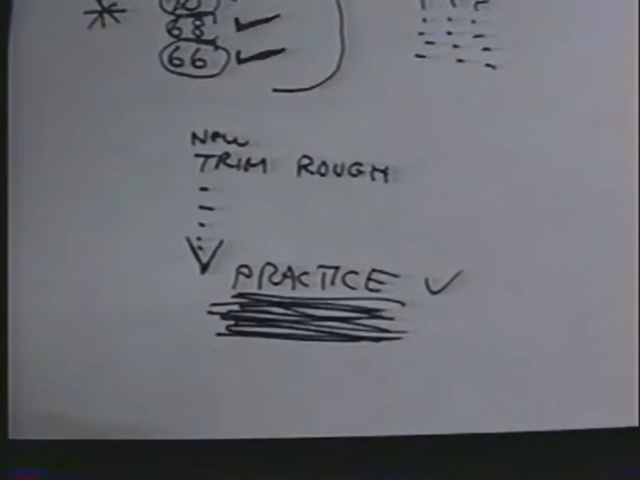 68 ✓
66 ✓
NOW
TRIM ROUGH
PRACTICE ✓